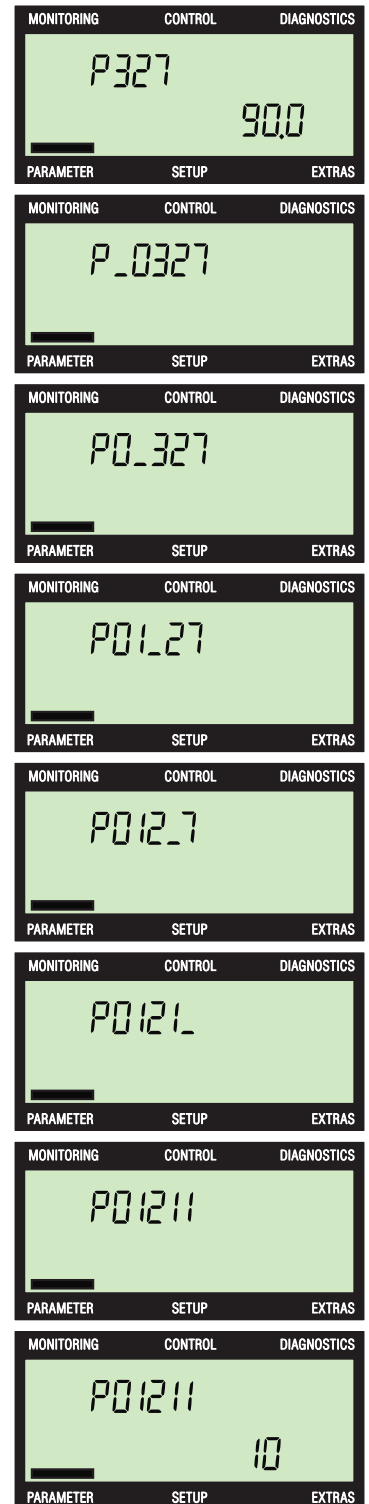 MONITORING CONTROL DIAGNOSTICS
P327
90.0
PARAMETER SETUP EXTRAS
MONITORING CONTROL DIAGNOSTICS
P_0327
PARAMETER SETUP EXTRAS
MONITORING CONTROL DIAGNOSTICS
P0_327
PARAMETER SETUP EXTRAS
MONITORING CONTROL DIAGNOSTICS
P01_27
PARAMETER SETUP EXTRAS
MONITORING CONTROL DIAGNOSTICS
P012_7
PARAMETER SETUP EXTRAS
MONITORING CONTROL DIAGNOSTICS
P0121_
PARAMETER SETUP EXTRAS
MONITORING CONTROL DIAGNOSTICS
P01211
PARAMETER SETUP EXTRAS
MONITORING CONTROL DIAGNOSTICS
P01211
10
PARAMETER SETUP EXTRAS